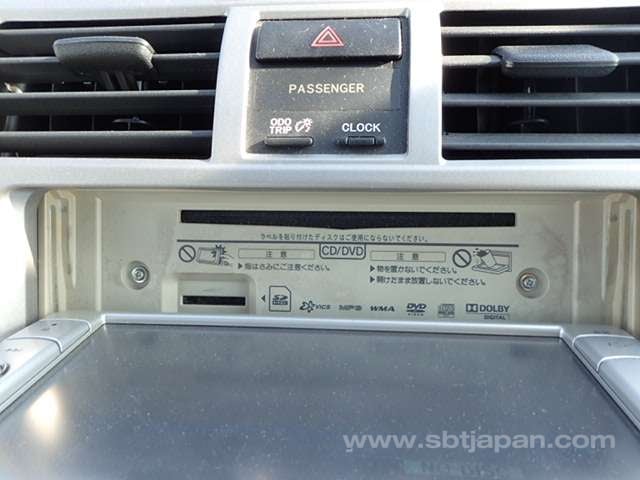 PASSENGER
ODO
TRIP
CLOCK
ラベルを貼り付けたディスクはご使用にならないでください。
注 意
CD/DVD
注 意
▶指はさみにご注意ください。
▶物を置かないでください。
▶開けたまま放置しないでください。
SD
VICS
MP3
WMA
DVD
VIDEO
DOLBY
DIGITAL
www.sbtjapan.com